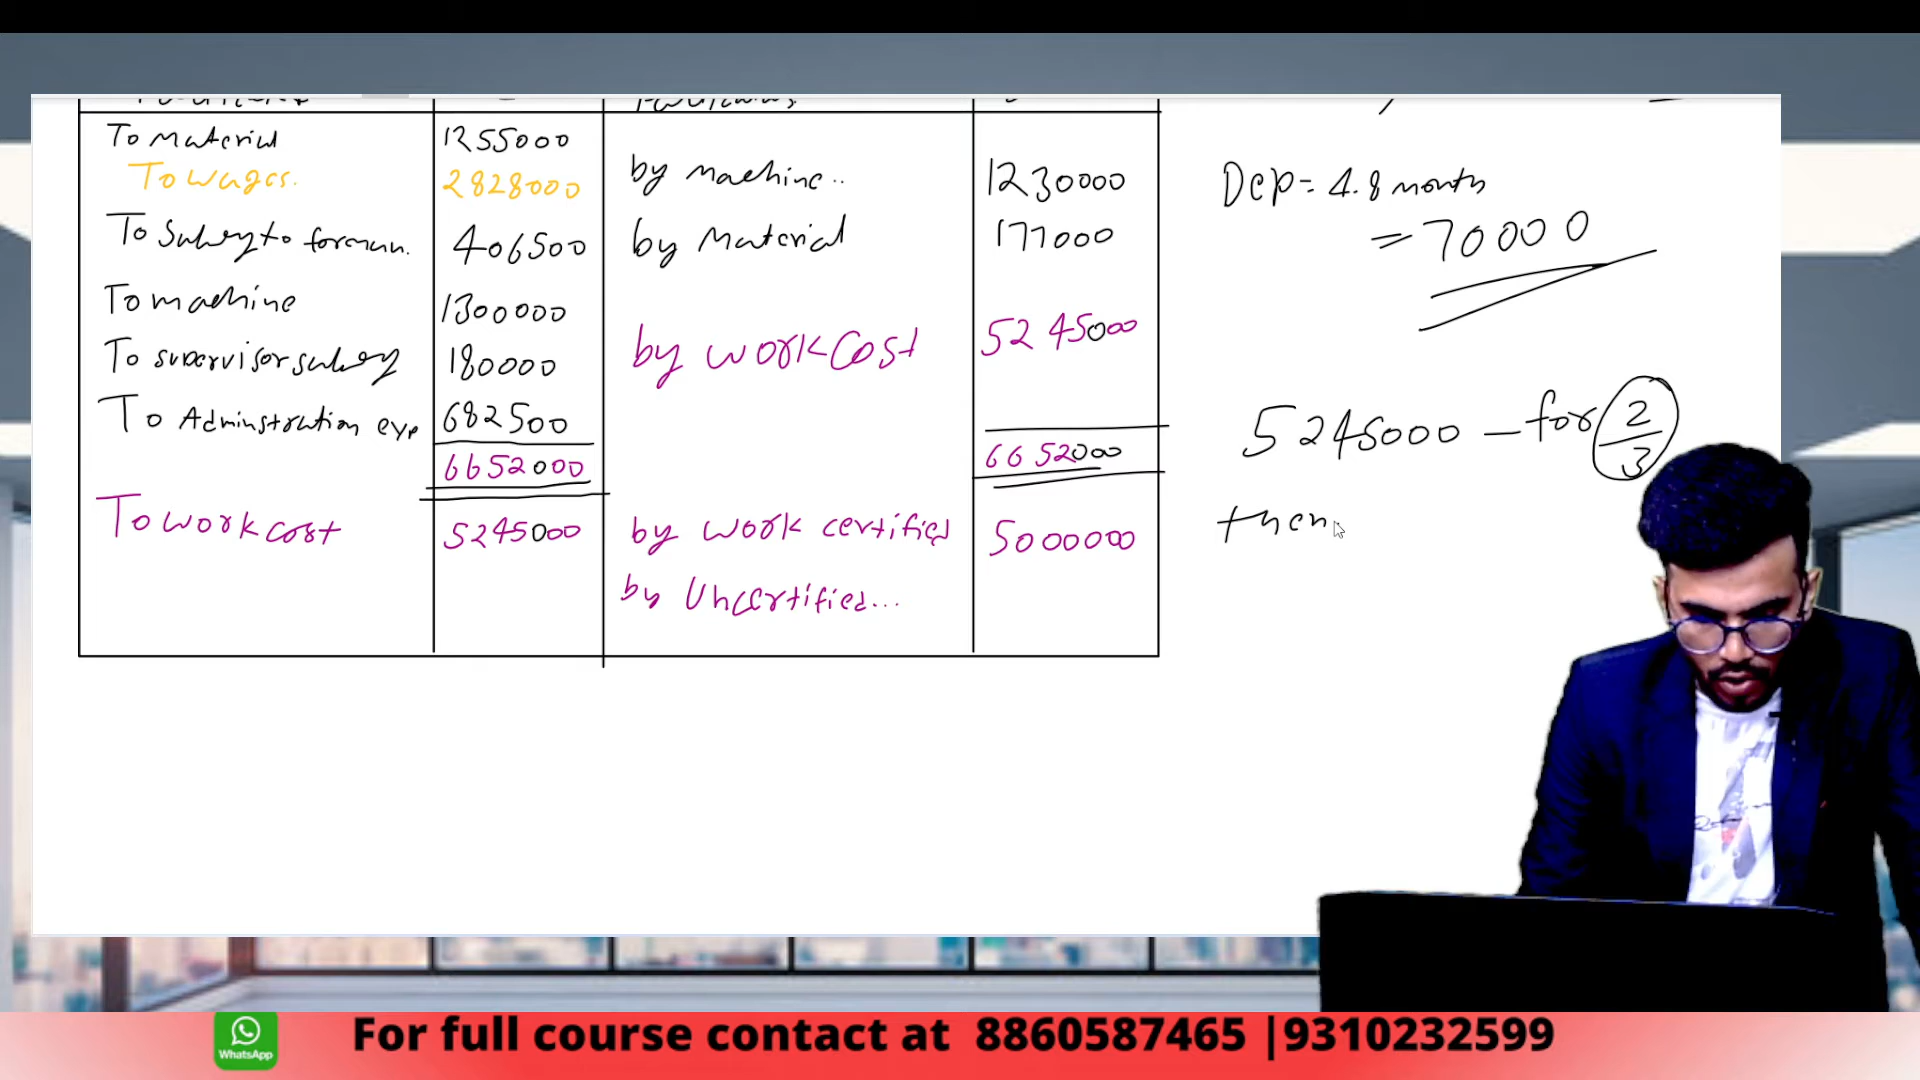 To material 1255000
To wages. 2828000 by machine.. 1230000
To Salary to forman. 406500 by Material 177000
To machine 1300000
To supervisor salary 180000 by work Cost 5245000
To Adminstration exp 682500
6652000 6652000
To work cost 5245000 by work certified 5000000
by Uncertified...
Dep = 4.8 month
= 70000
5245000 - for 2/3
then
For full course contact at 8860587465 |9310232599
WhatsApp